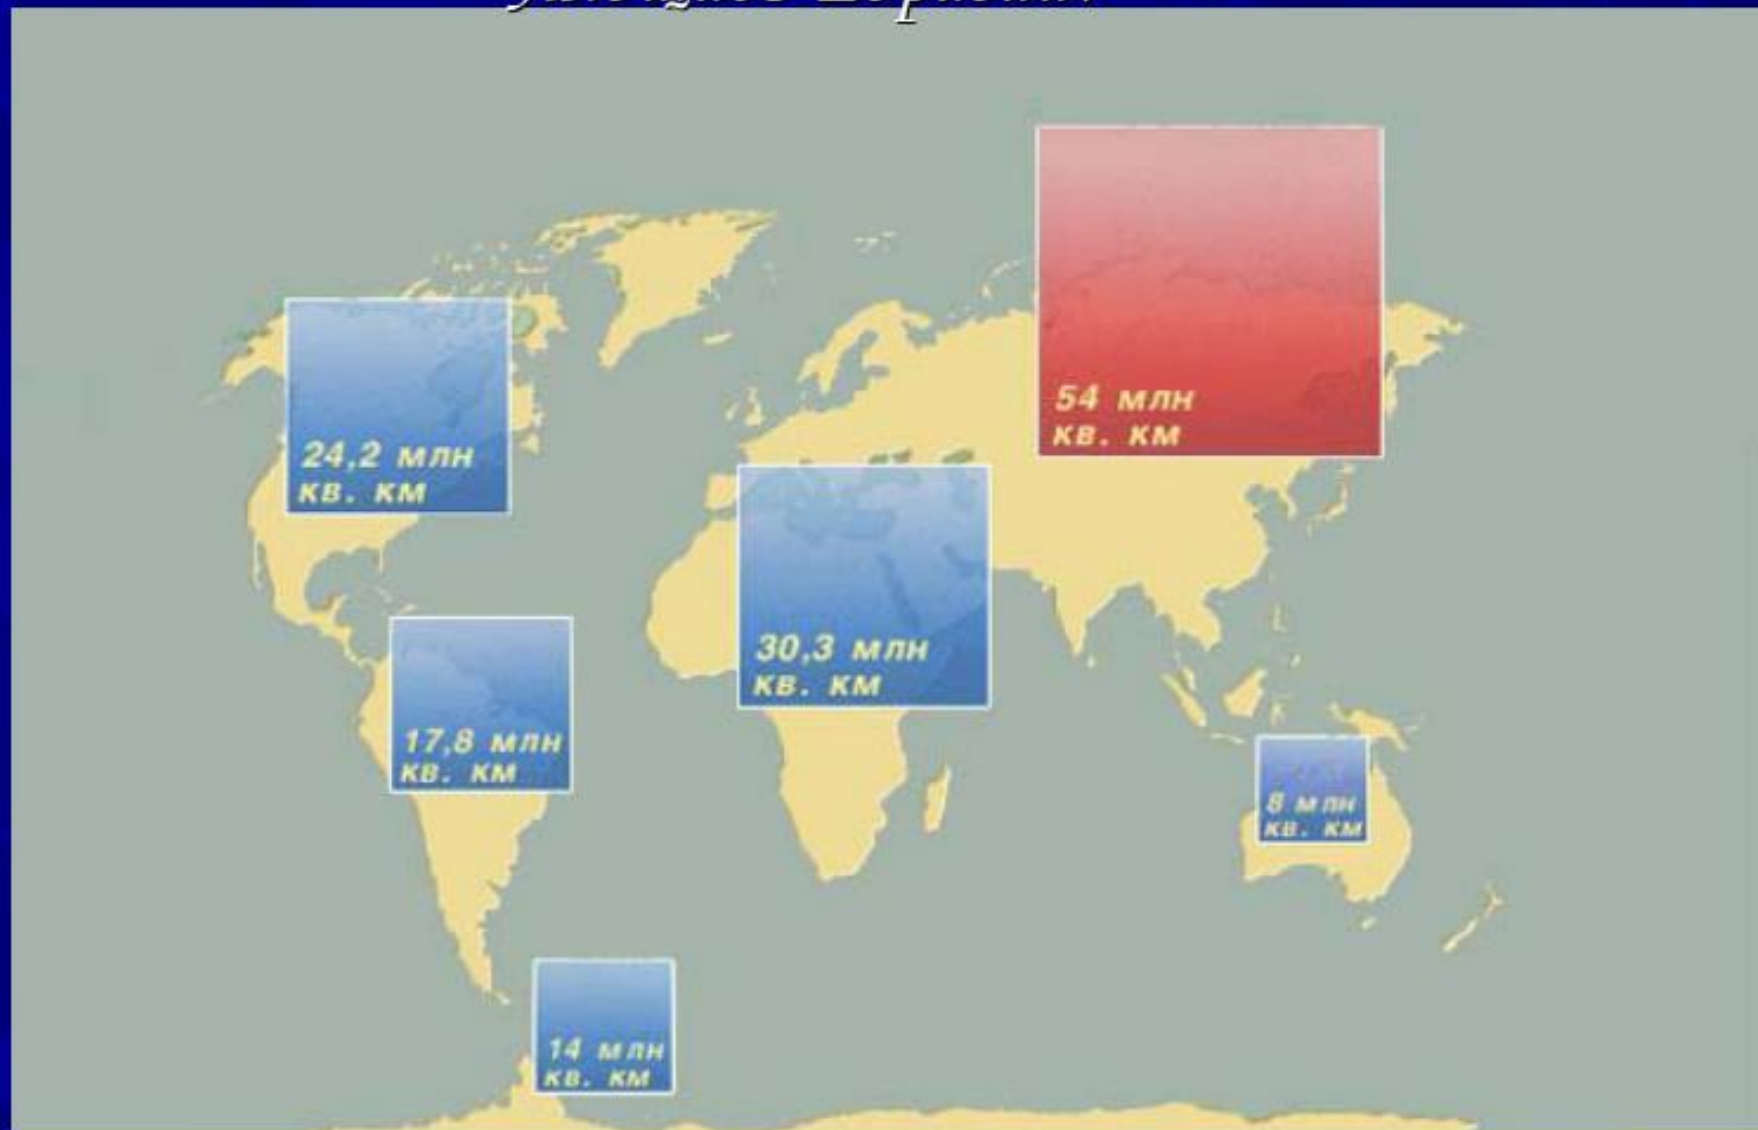 54 млн
кв. км
24,2 млн
кв. км
30,3 млн
кв. км
17,8 млн
кв. км
8 млн
кв. км
14 млн
кв. км